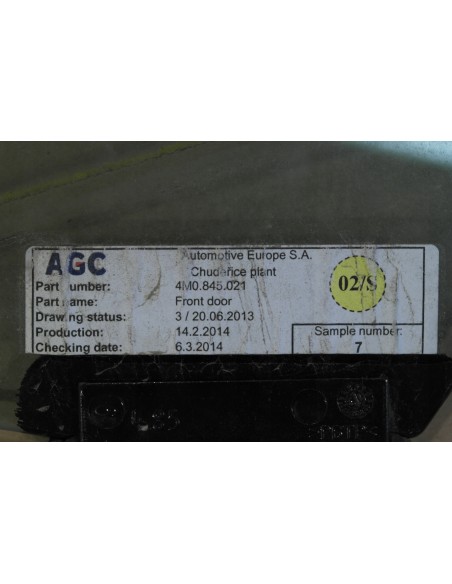 AGC
Automotive Europe S.A.
Chudeřice plant
Part number: 4M0.845.021
Part name: Front door
Drawing status: 3 / 20.06.2013
Production: 14.2.2014
Checking date: 6.3.2014
02/S
Sample number:
7